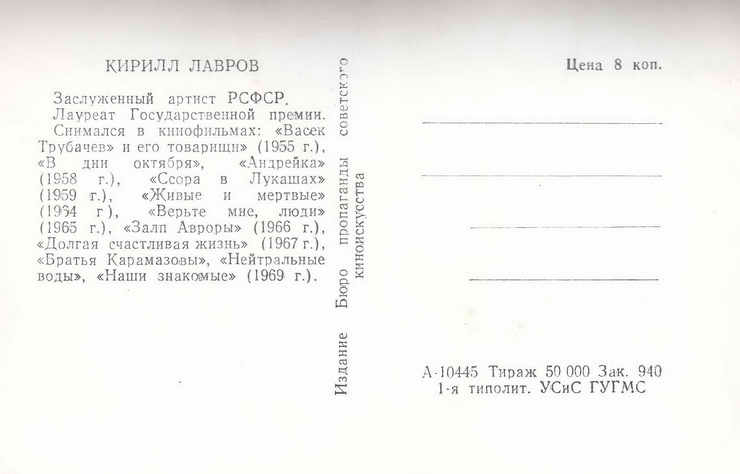 КИРИЛЛ ЛАВРОВ
Заслуженный артист РСФСР.
Лауреат Государственной премии.
Снимался в кинофильмах: «Васек
Трубачев» и его товарищи» (1955 г.),
«В дни октября», «Андрейка»
(1958 г.), «Ссора в Лукашах»
(1959 г.), «Живые и мертвые»
(1964 г), «Верьте мне, люди»
(1965 г.), «Залп Авроры» (1966 г.),
«Долгая счастливая жизнь» (1967 г.),
«Братья Карамазовы», «Нейтральные
воды», «Наши знакомые» (1969 г.).
Издание Бюро пропаганды советского
киноискусства
Цена 8 коп.
А-10445 Тираж 50 000 Зак. 940
1-я типолит. УСиС ГУГМС